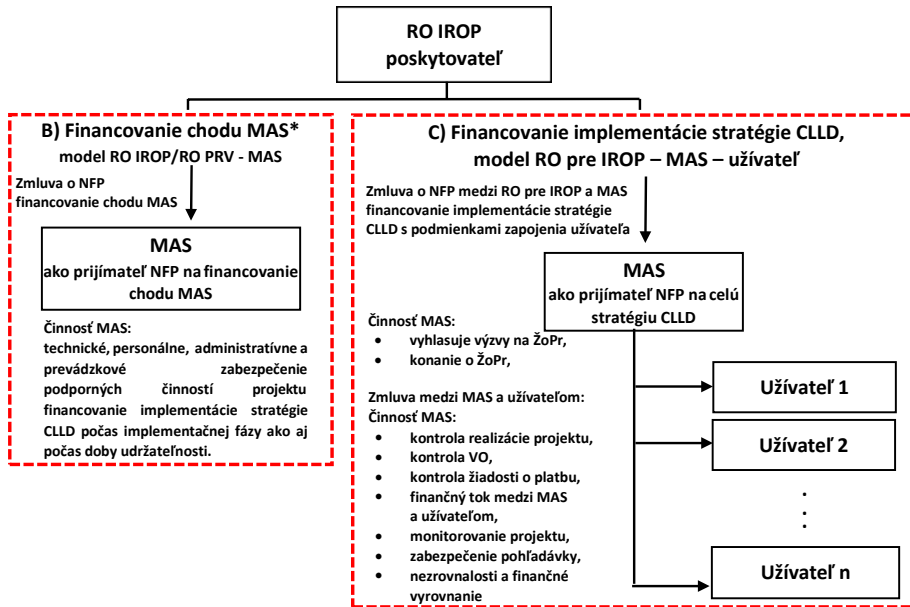 RO IROP
poskytovateľ
B) Financovanie chodu MAS*
model RO IROP/RO PRV - MAS
Zmluva o NFP
financovanie chodu MAS
MAS
ako prijímateľ NFP na financovanie
chodu MAS
Činnosť MAS:
technické, personálne, administratívne a
prevádzkové zabezpečenie
podporných činností projektu
financovanie implementácie stratégie
CLLD počas implementačnej fázy ako aj
počas doby udržateľnosti.
C) Financovanie implementácie stratégie CLLD,
model RO pre IROP – MAS – užívateľ
Zmluva o NFP medzi RO pre IROP a MAS
financovanie implementácie stratégie
CLLD s podmienkami zapojenia užívateľa
MAS
ako prijímateľ NFP na celú
stratégiu CLLD
Činnosť MAS:
• vyhlasuje výzvy na ŽoPr,
• konanie o ŽoPr,
Zmluva medzi MAS a užívateľom:
Činnosť MAS:
• kontrola realizácie projektu,
• kontrola VO,
• kontrola žiadosti o platbu,
• finančný tok medzi MAS
a užívateľom,
• monitorovanie projektu,
• zabezpečenie pohľadávky,
• nezrovnalosti a finančné
vyrovnanie
Užívateľ 1
Užívateľ 2
.
.
.
Užívateľ n